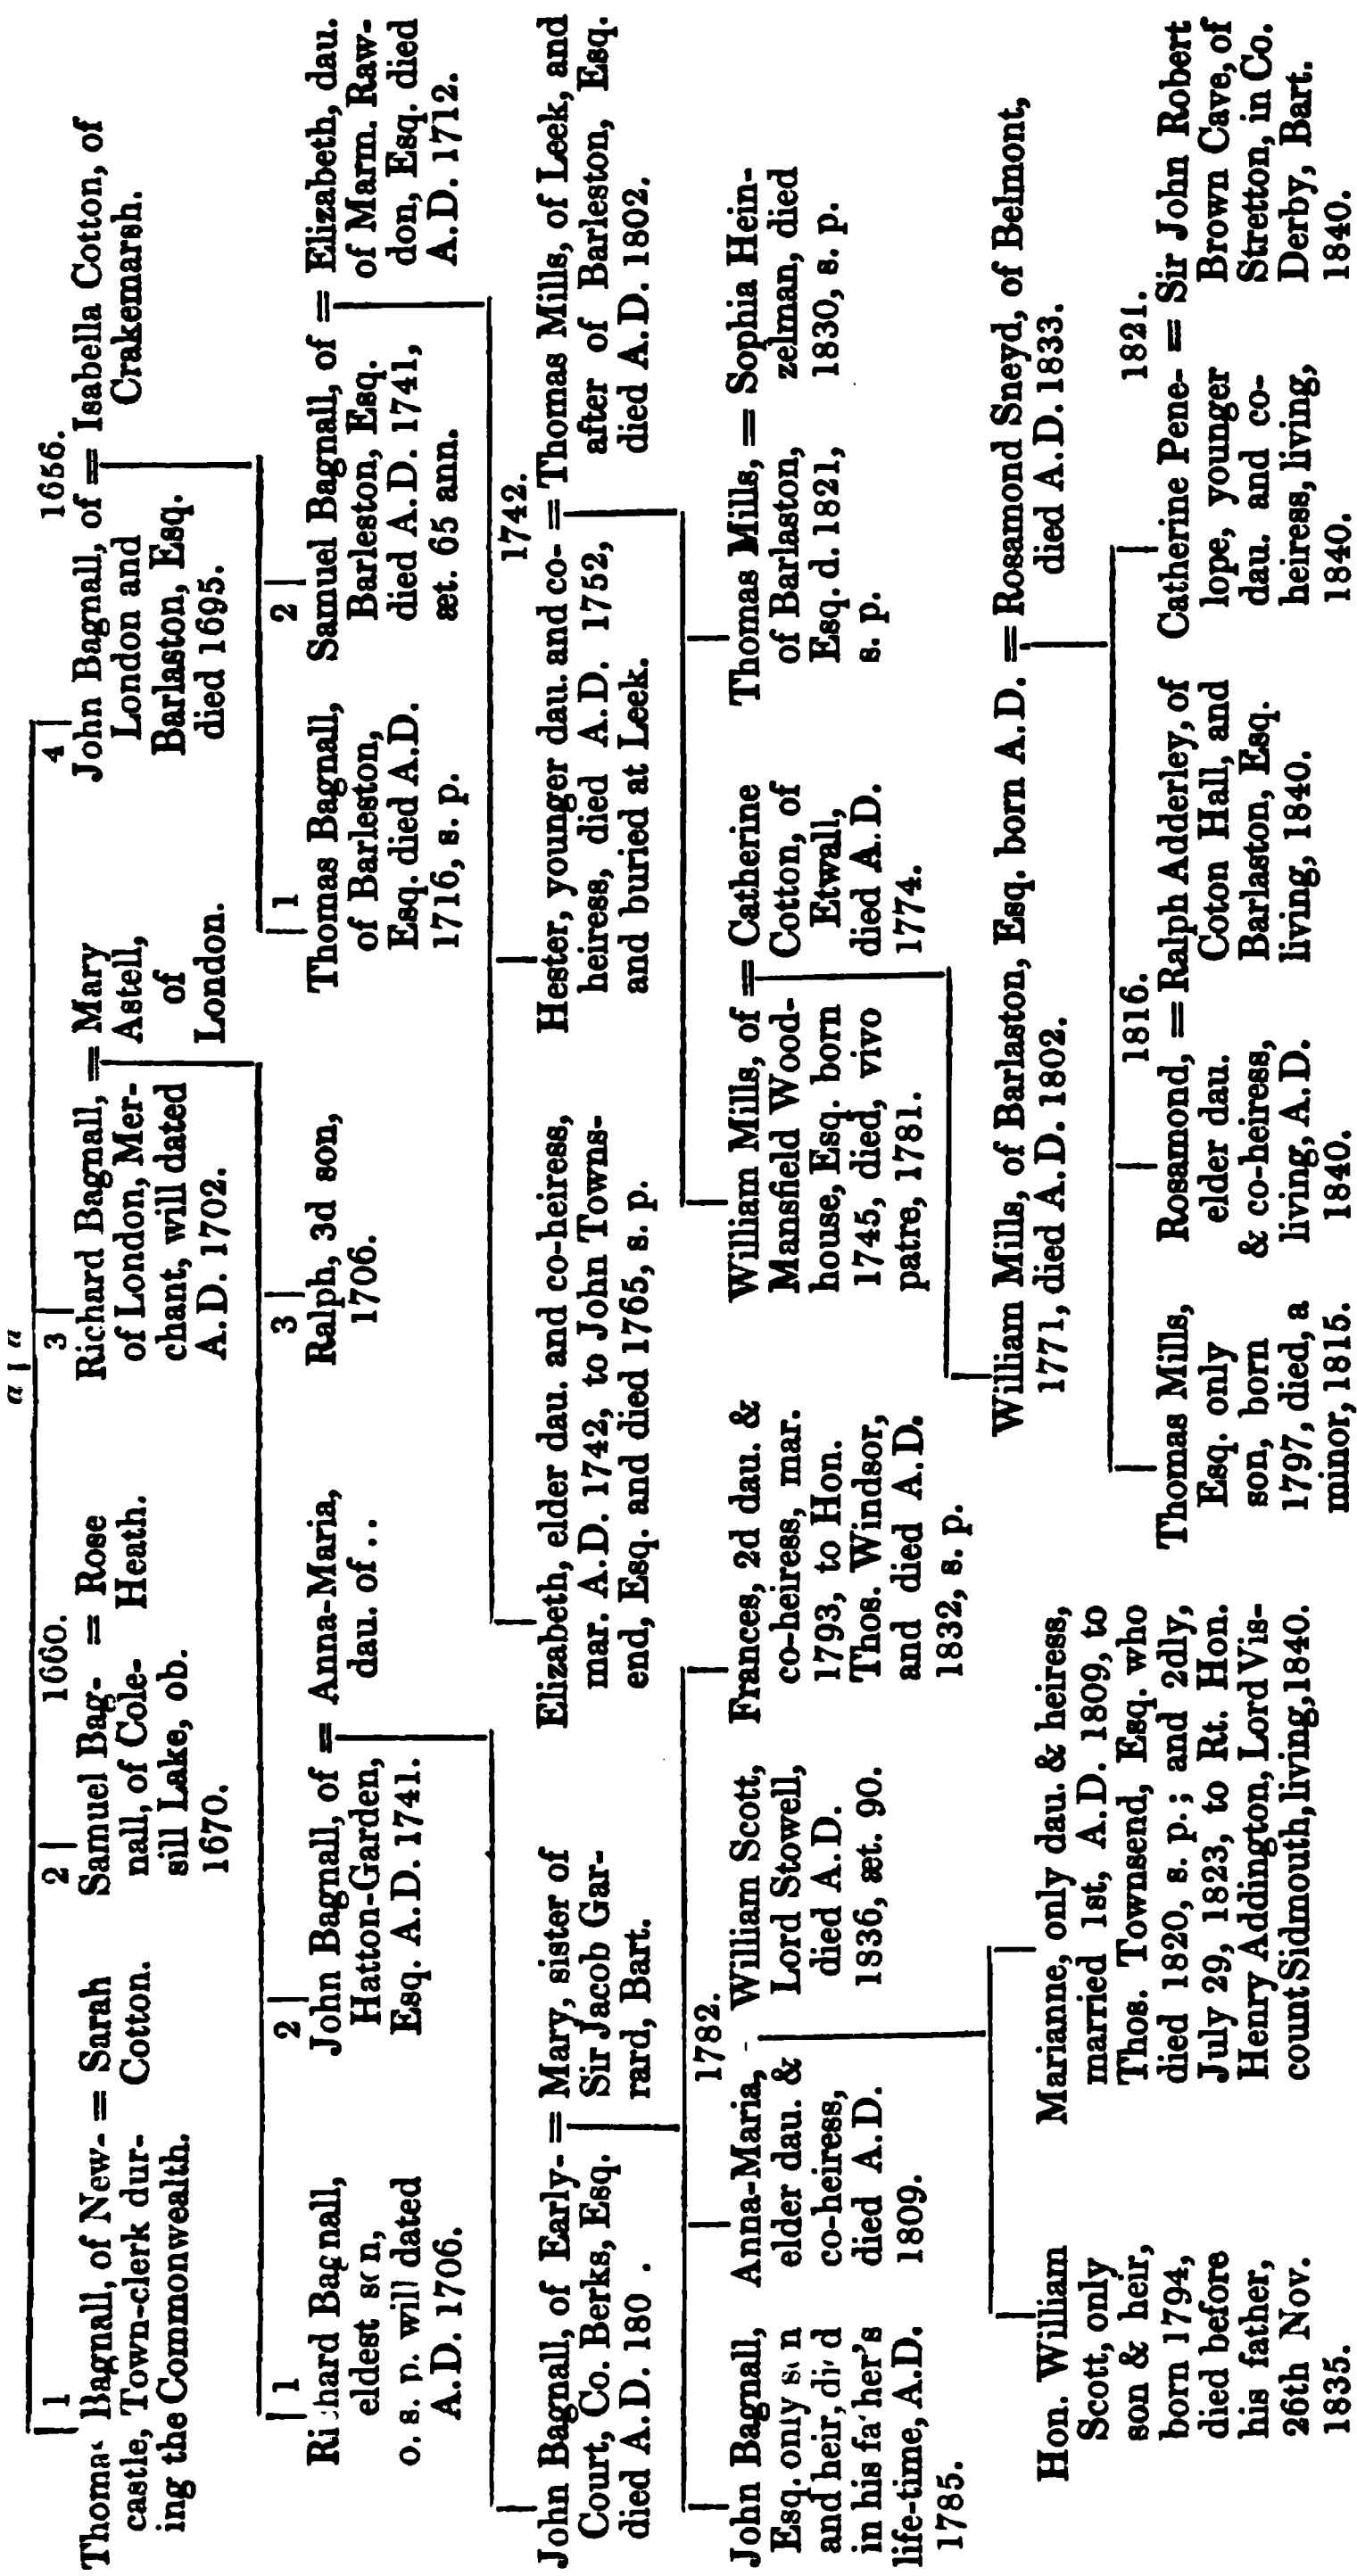 a | a
1
Thomas Bagnall, of New- = Sarah
castle, Town-clerk dur- Cotton.
ing the Commonwealth.
2 1660.
Samuel Bag- = Rose
nall, of Cole- Heath.
sill Lake, ob.
1670.
3
Richard Bagnall, = Mary
of London, Mer- Astell,
chant, will dated of
A.D. 1702. London.
4 1656.
John Bagnall, of = Isabella Cotton, of
London and Crakemarsh.
Barlaston, Esq.
died 1695.
1
Richard Bagnall,
eldest son,
o. s. p. will dated
A.D. 1706.
2
John Bagnall, of = Anna-Maria,
Hatton-Garden, dau. of ..
Esq. A.D. 1741.
3
Ralph, 3d son,
1706.
1
Thomas Bagnall,
of Barleston,
Esq. died A.D.
1716, s. p.
2
Samuel Bagnall, of = Elizabeth, dau.
Barleston, Esq. of Marm. Raw-
died A.D. 1741, don, Esq. died
æt. 65 ann. A.D. 1712.
John Bagnall, of Early- = Mary, sister of
Court, Co. Berks, Esq. Sir Jacob Gar-
died A.D. 180 . rard, Bart.
Elizabeth, elder dau. and co-heiress,
mar. A.D. 1742, to John Towns-
end, Esq. and died 1765, s. p.
1742.
Hester, younger dau. and co- = Thomas Mills, of Leek, and
heiress, died A.D. 1752, after of Barleston, Esq.
and buried at Leek. died A.D. 1802.
John Bagnall,
Esq. only son
and heir, died
in his father's
life-time, A.D.
1785.
1782.
Anna-Maria, William Scott,
elder dau. & Lord Stowell,
co-heiress, died A.D.
died A.D. 1836, æt. 90.
1809.
Frances, 2d dau. &
co-heiress, mar.
1793, to Hon.
Thos. Windsor,
and died A.D.
1832, s. p.
William Mills, of = Catherine
Mansfield Wood- Cotton, of
house, Esq. born Etwall,
1745, died, vivo died A.D.
patre, 1781. 1774.
Thomas Mills, = Sophia Hein-
of Barlaston, zelman, died
Esq. d. 1821, 1830, s. p.
s. p.
Hon. William
Scott, only
son & heir,
born 1794,
died before
his father,
26th Nov.
1835.
Marianne, only dau. & heiress,
married 1st, A.D. 1809, to
Thos. Townsend, Esq. who
died 1820, s. p.; and 2dly,
July 29, 1823, to Rt. Hon.
Henry Addington, Lord Vis-
count Sidmouth, living, 1840.
William Mills, of Barlaston, Esq. born A.D. = Rosamond Sneyd, of Belmont,
1771, died A.D. 1802. died A.D. 1833.
Thomas Mills,
Esq. only
son, born
1797, died, a
minor, 1815.
1816.
Rosamond, = Ralph Adderley, of
elder dau. Coton Hall, and
& co-heiress, Barlaston, Esq.
living, A.D. living, 1840.
1840.
1821.
Catherine Pene- = Sir John Robert
lope, younger Brown Cave, of
dau. and co- Stretton, in Co.
heiress, living, Derby, Bart.
1840. 1840.